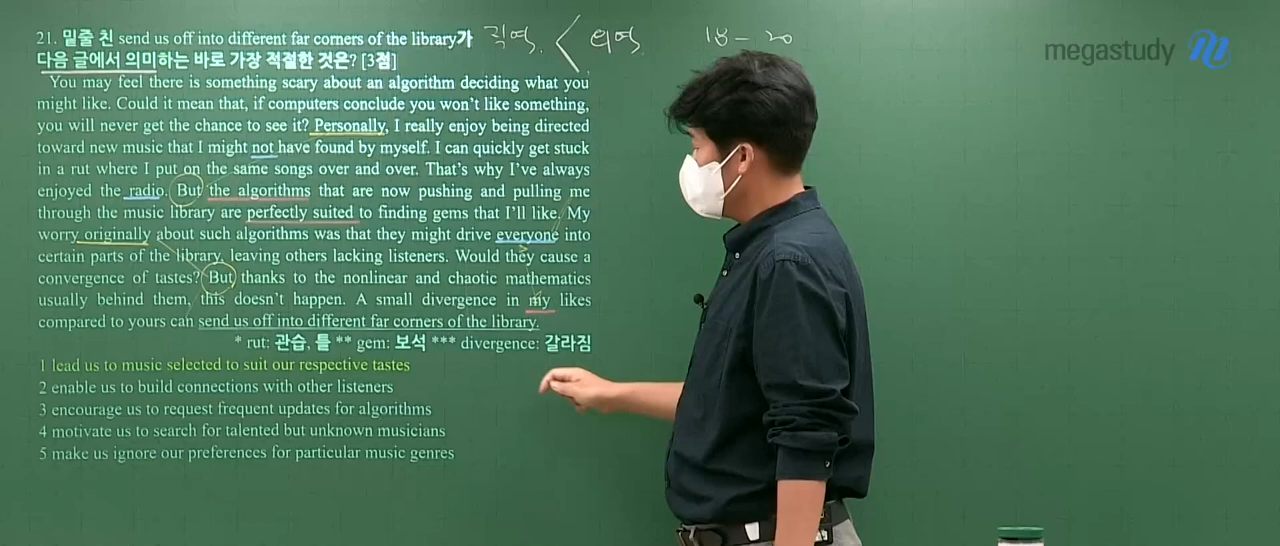 21. 밑줄 친 send us off into different far corners of the library가
직역 < 의역 18-20
megastudy
다음 글에서 의미하는 바로 가장 적절한 것은? [3점]
You may feel there is something scary about an algorithm deciding what you
might like. Could it mean that, if computers conclude you won't like something,
you will never get the chance to see it? Personally, I really enjoy being directed
toward new music that I might not have found by myself. I can quickly get stuck
in a rut where I put on the same songs over and over. That's why I've always
enjoyed the radio. But the algorithms that are now pushing and pulling me
through the music library are perfectly suited to finding gems that I'll like. My
worry originally about such algorithms was that they might drive everyone into
certain parts of the library, leaving others lacking listeners. Would they cause a
convergence of tastes? But thanks to the nonlinear and chaotic mathematics
usually behind them, this doesn't happen. A small divergence in my likes
compared to yours can send us off into different far corners of the library.
* rut: 관습, 틀 ** gem: 보석 *** divergence: 갈라짐
1 lead us to music selected to suit our respective tastes
2 enable us to build connections with other listeners
3 encourage us to request frequent updates for algorithms
4 motivate us to search for talented but unknown musicians
5 make us ignore our preferences for particular music genres